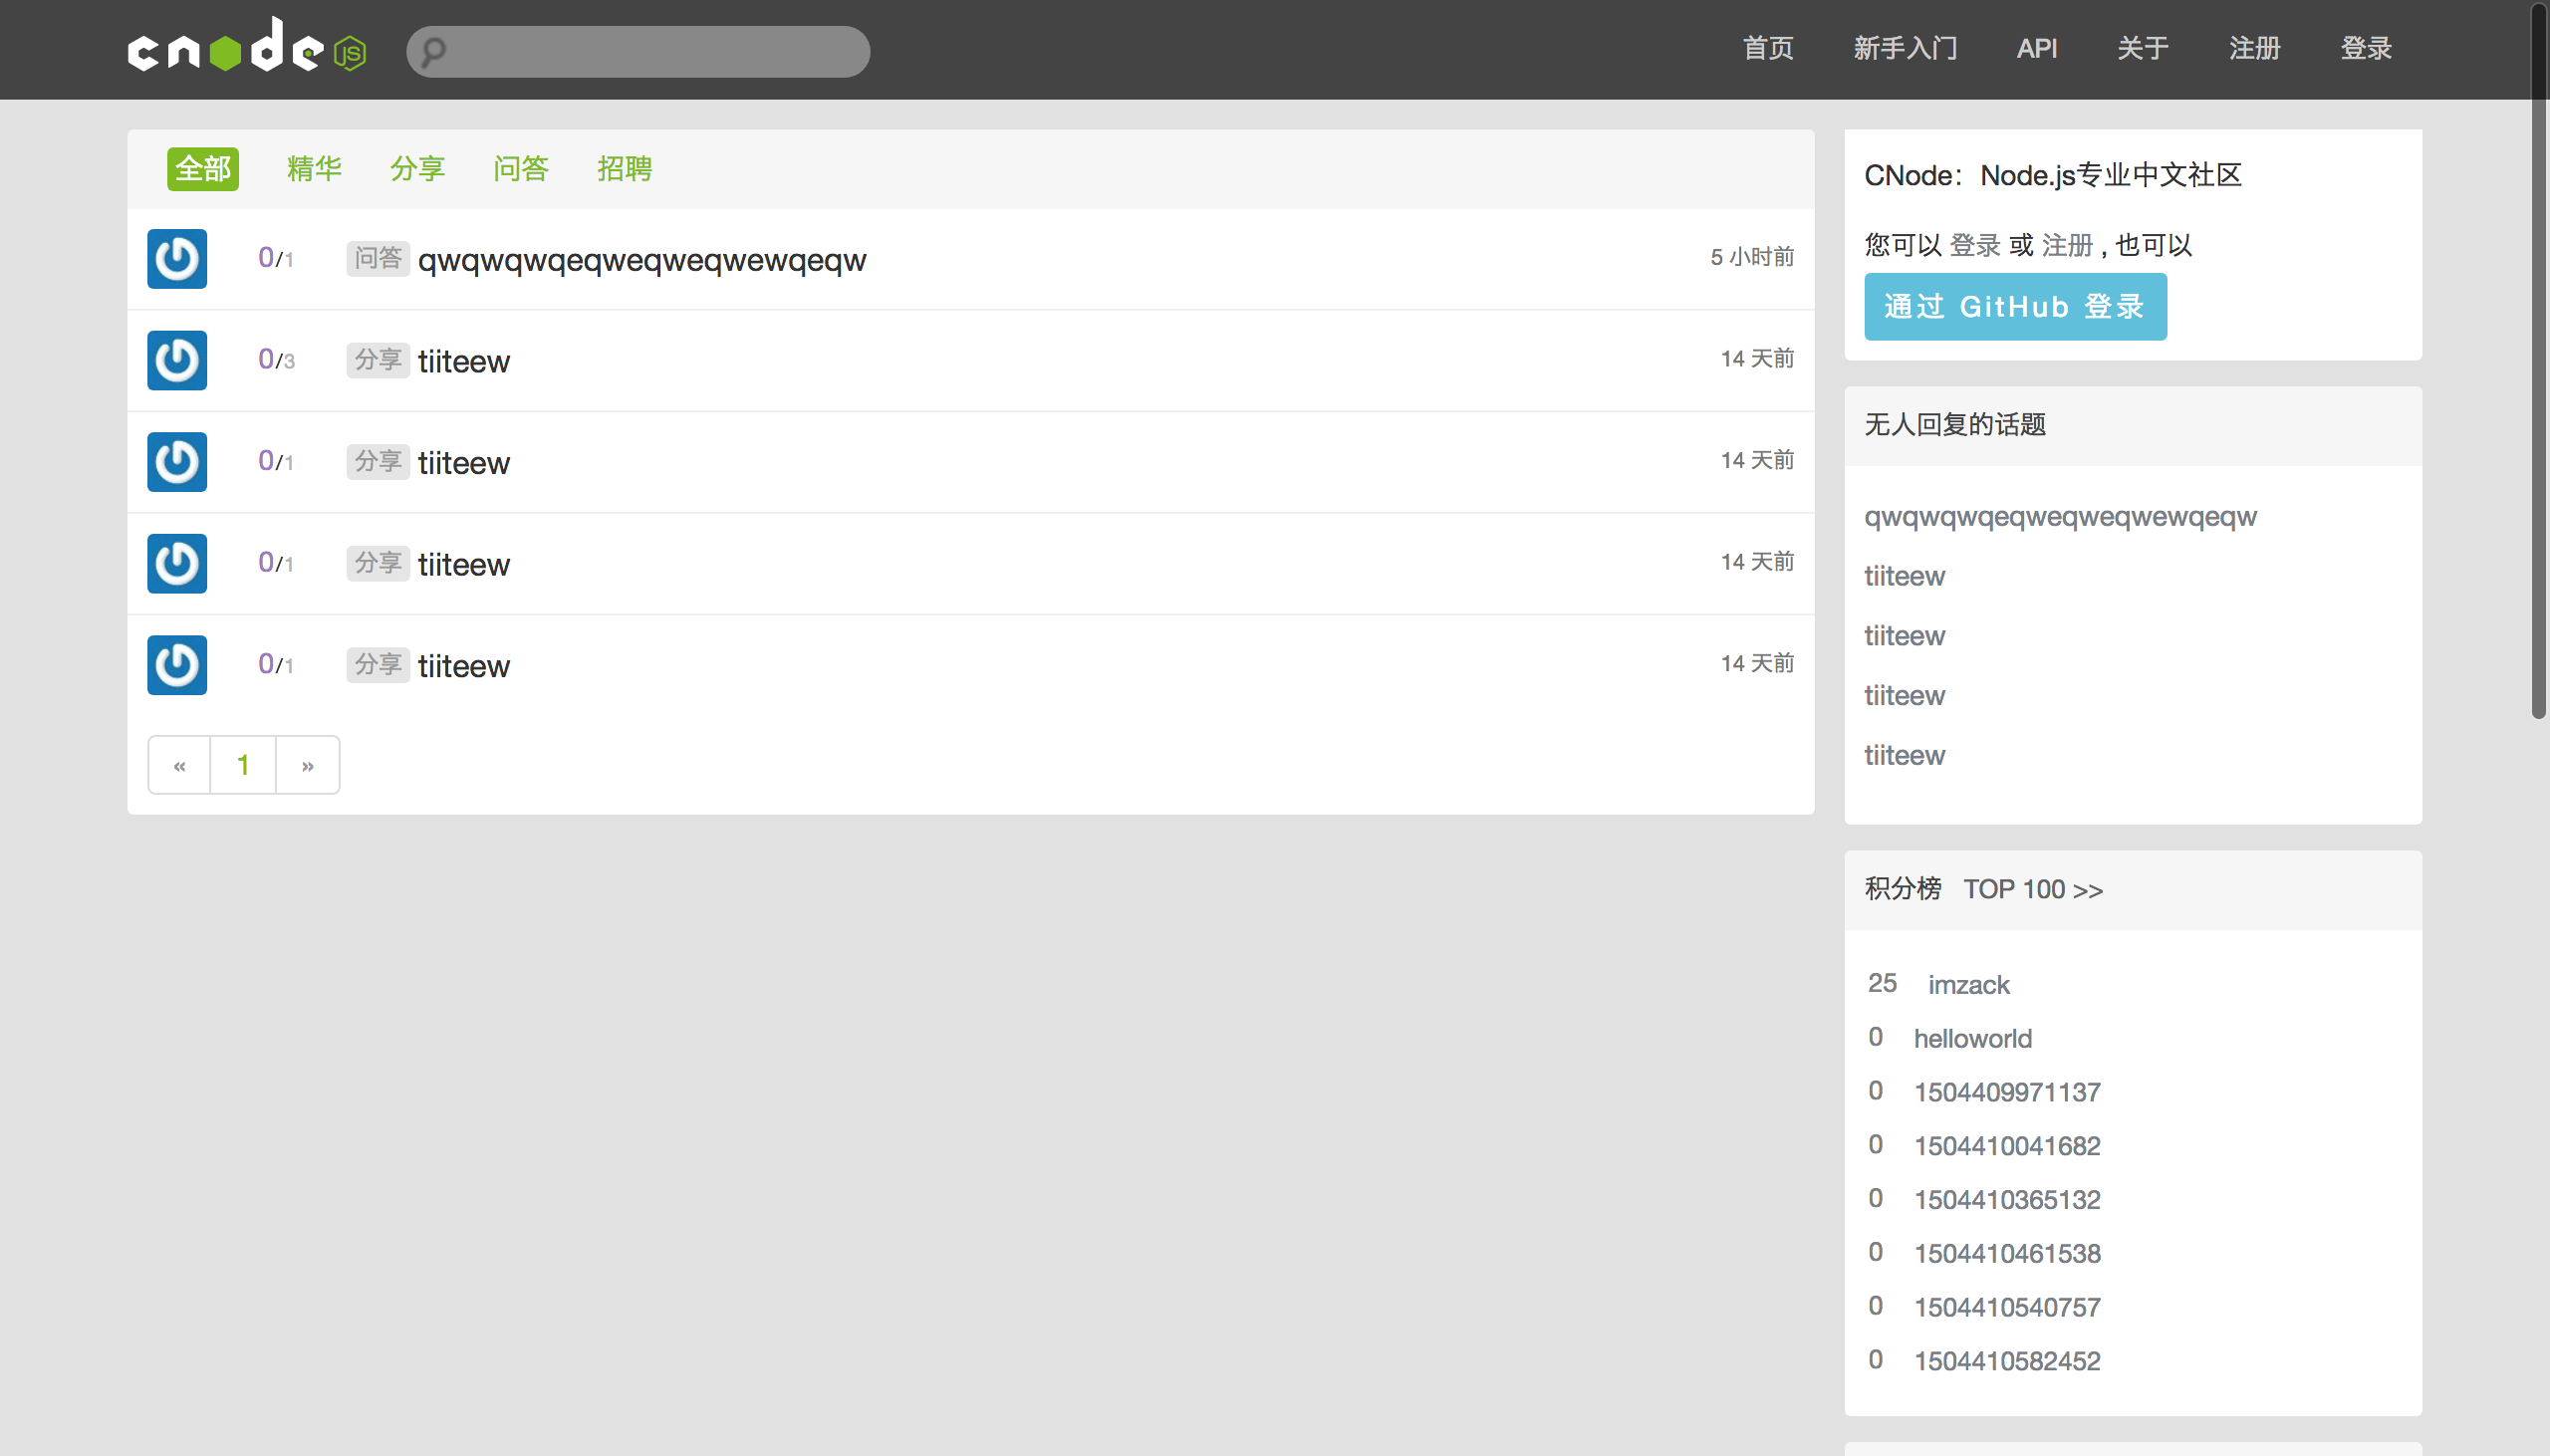 cnode JS
首页 新手入门 API 关于 注册 登录
全部 精华 分享 问答 招聘
0/1 问答 qwqwqwqeqweqweqwewqeqw 5 小时前
0/3 分享 tiiteew 14 天前
0/1 分享 tiiteew 14 天前
0/1 分享 tiiteew 14 天前
0/1 分享 tiiteew 14 天前
« 1 »
CNode：Node.js专业中文社区
您可以 登录 或 注册 , 也可以
通过 GitHub 登录
无人回复的话题
qwqwqwqeqweqweqwewqeqw
tiiteew
tiiteew
tiiteew
tiiteew
积分榜 TOP 100 >>
25 imzack
0 helloworld
0 1504409971137
0 1504410041682
0 1504410365132
0 1504410461538
0 1504410540757
0 1504410582452